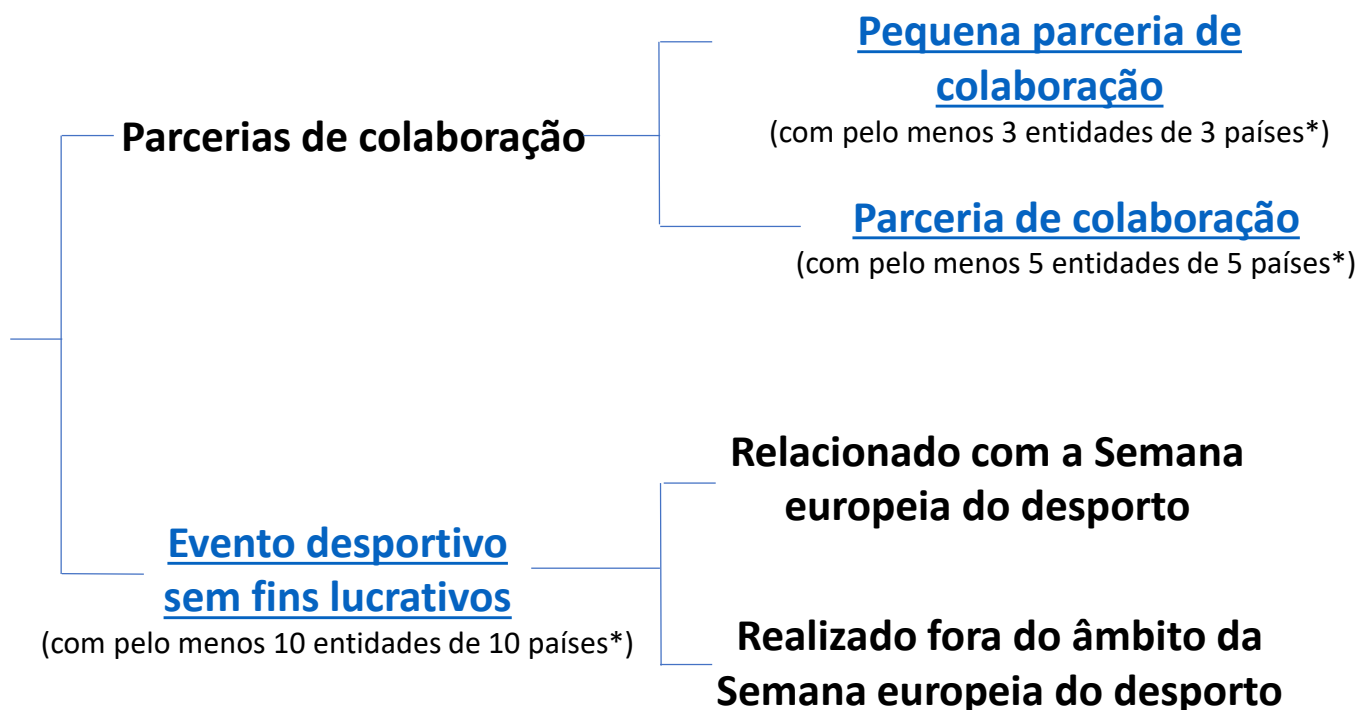 Pequena parceria de
colaboração
(com pelo menos 3 entidades de 3 países*)
Parcerias de colaboração
Parceria de colaboração
(com pelo menos 5 entidades de 5 países*)
Relacionado com a Semana
europeia do desporto
Evento desportivo
sem fins lucrativos
(com pelo menos 10 entidades de 10 países*)
Realizado fora do âmbito da
Semana europeia do desporto